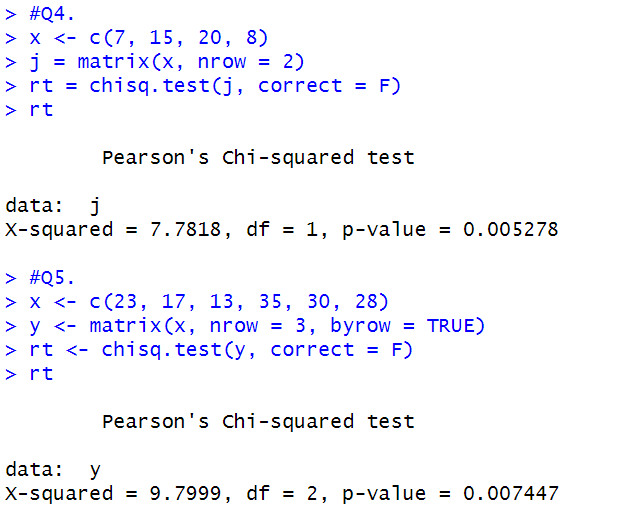 > #Q4.
> x <- c(7, 15, 20, 8)
> j = matrix(x, nrow = 2)
> rt = chisq.test(j, correct = F)
> rt
Pearson's Chi-squared test
data:  j
X-squared = 7.7818, df = 1, p-value = 0.005278
> #Q5.
> x <- c(23, 17, 13, 35, 30, 28)
> y <- matrix(x, nrow = 3, byrow = TRUE)
> rt <- chisq.test(y, correct = F)
> rt
Pearson's Chi-squared test
data:  y
X-squared = 9.7999, df = 2, p-value = 0.007447